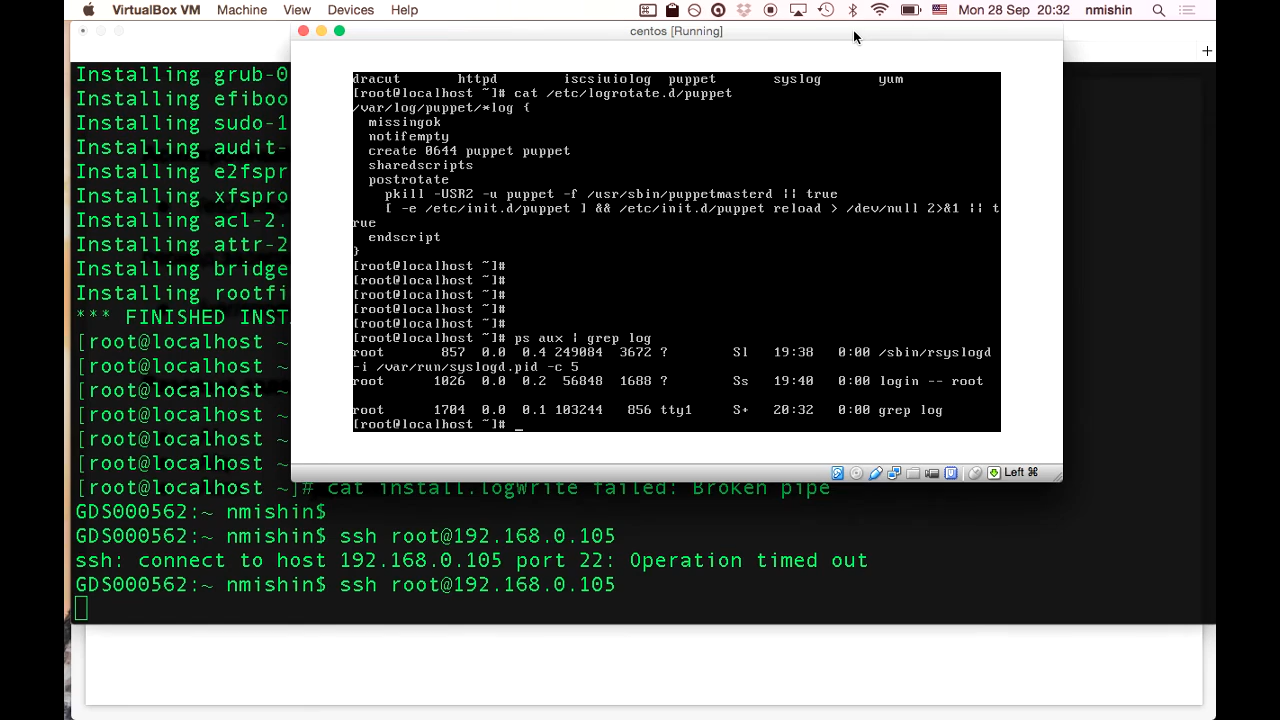 VirtualBox VM Machine View Devices Help Mon 28 Sep 20:32 nmishin
centos [Running]
dracut httpd iscsiuiolog puppet syslog yum
[root@localhost ~]# cat /etc/logrotate.d/puppet
/var/log/puppet/*log {
missingok
notifempty
create 0644 puppet puppet
sharedscripts
postrotate
pkill -USR2 -u puppet -f /usr/sbin/puppetmasterd || true
[ -e /etc/init.d/puppet ] && /etc/init.d/puppet reload > /dev/null 2>&1 || t
rue
endscript
}
[root@localhost ~]#
[root@localhost ~]#
[root@localhost ~]#
[root@localhost ~]#
[root@localhost ~]#
[root@localhost ~]# ps aux | grep log
root 857 0.0 0.4 249084 3672 ? Sl 19:38 0:00 /sbin/rsyslogd
-i /var/run/syslogd.pid -c 5
root 1026 0.0 0.2 56848 1688 ? Ss 19:40 0:00 login -- root
root 1704 0.0 0.1 103244 856 tty1 S+ 20:32 0:00 grep log
[root@localhost ~]# _
Left ⌘
Installing grub-0
Installing efiboo
Installing sudo-1
Installing audit-
Installing e2fspr
Installing xfspro
Installing acl-2.
Installing attr-2
Installing bridge
Installing rootfi
*** FINISHED INST
[root@localhost ~
[root@localhost ~
[root@localhost ~
[root@localhost ~
[root@localhost ~
[root@localhost ~
[root@localhost ~]# cat install.logWrite failed: Broken pipe
GDS000562:~ nmishin$
GDS000562:~ nmishin$ ssh root@192.168.0.105
ssh: connect to host 192.168.0.105 port 22: Operation timed out
GDS000562:~ nmishin$ ssh root@192.168.0.105